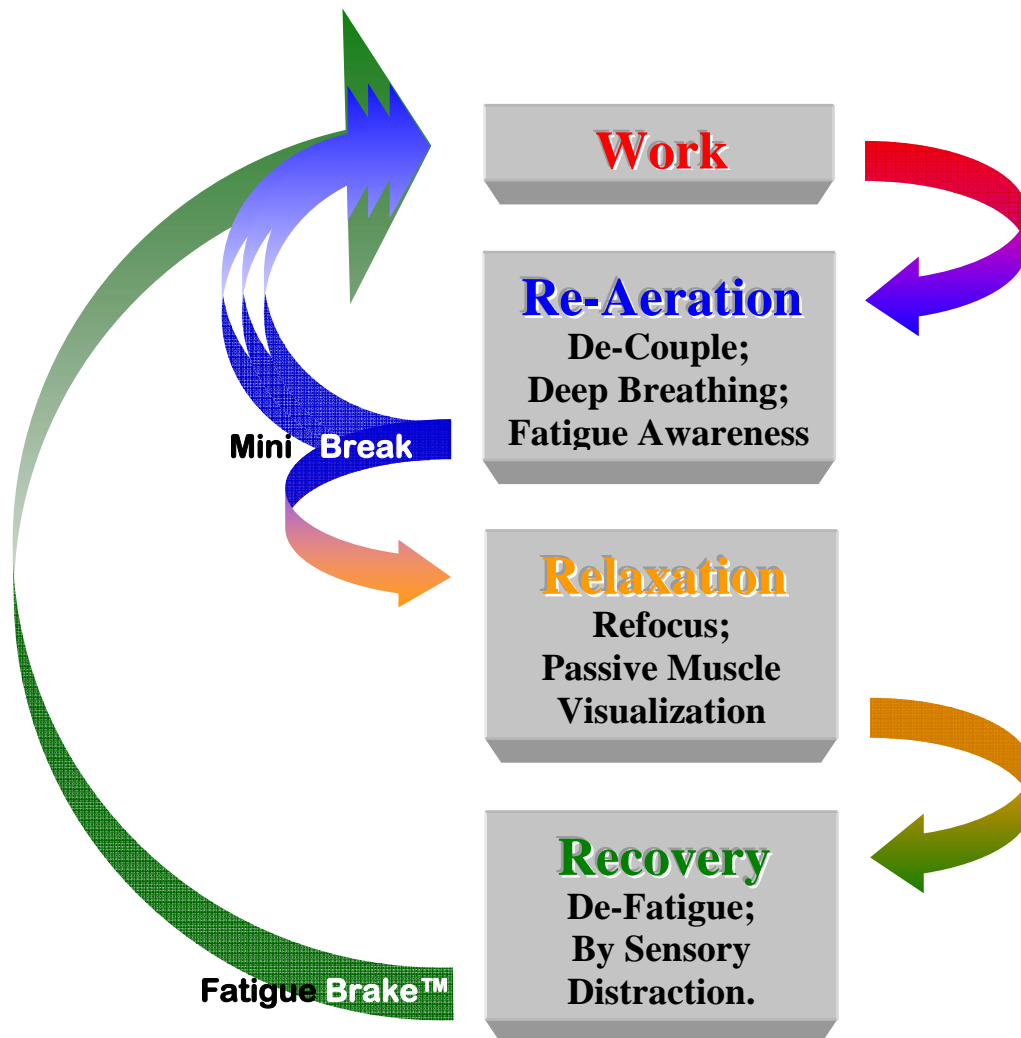 Work
Re-Aeration
De-Couple;
Deep Breathing;
Fatigue Awareness
Mini Break
Relaxation
Refocus;
Passive Muscle
Visualization
Recovery
De-Fatigue;
By Sensory
Distraction.
Fatigue Brake™